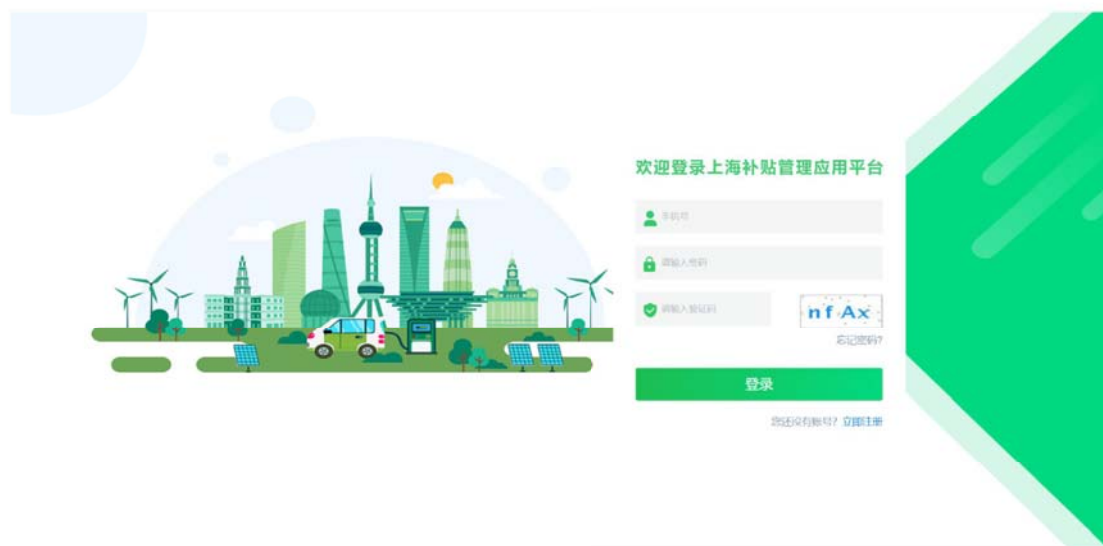 欢迎登录上海补贴管理应用平台
手机号
请输入密码
请输入验证码
nfAx
忘记密码?
登录
您还没有账号? 立即注册